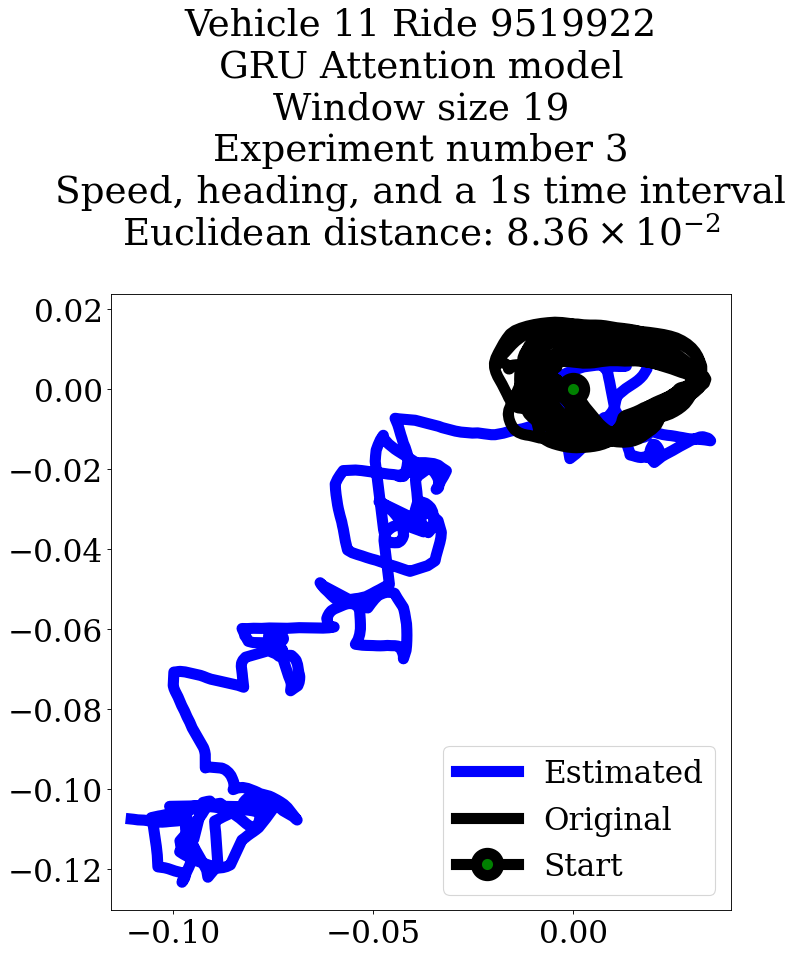 Vehicle 11 Ride 9519922
GRU Attention model
Window size 19
Experiment number 3
Speed, heading, and a 1s time interval
Euclidean distance: 8.36 × 10⁻²
0.02
0.00
−0.02
−0.04
−0.06
−0.08
−0.10
−0.12
−0.10
−0.05
0.00
Estimated
Original
Start